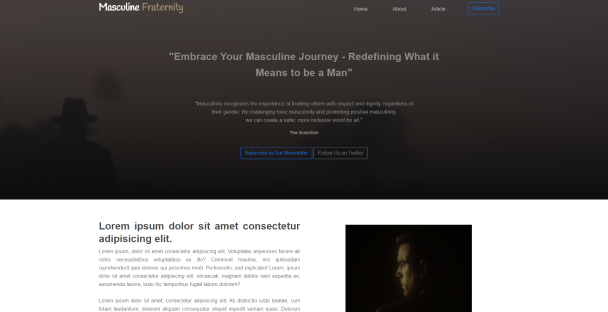 Masculine Fraternity
Home About Article Subscribe
"Embrace Your Masculine Journey - Redefining What it
Means to be a Man"
"Masculinity recognizes the importance of treating others with respect and dignity, regardless of
their gender. By challenging toxic masculinity and promoting positive masculinity,
we can create a safer, more inclusive world for all."
The Guardian
Subscribe to Our Newsletter Follow Us on Twitter
Lorem ipsum dolor sit amet consectetur
adipisicing elit.
Lorem ipsum, dolor sit amet consectetur adipisicing elit. Voluptates asperiores facere ab
nobis necessitatibus voluptatibus ex illo? Commodi maxime, nisi quibusdam
reprehenderit quia dolores qui possimus modi. Perferendis, sed explicabo! Lorem, ipsum
dolor sit amet consectetur adipisicing elit. obcaecati, magnam debitis nam expedita ex,
assumenda facere, iusto hic temporibus fugiat labore dolorem?
Lorem ipsum dolor sit amet, consectetur adipisicing elit. Ab distinctio iusto beatae, cum
totam laudantium, dolorem aliquam consequatur aliquid impedit veniam quasi. Dolorum